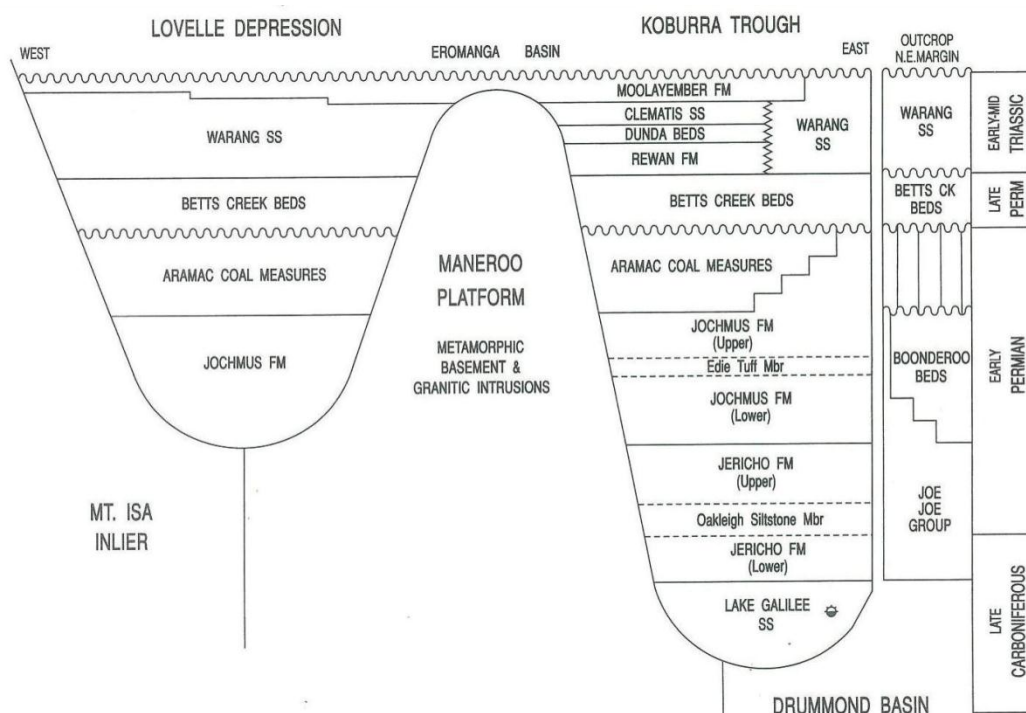 LOVELLE DEPRESSION
KOBURRA TROUGH
WEST
EROMANGA BASIN
EAST
OUTCROP
N.E.MARGIN
MOOLAYEMBER FM
CLEMATIS SS
DUNDA BEDS
REWAN FM
WARANG SS
WARANG
SS
WARANG
SS
EARLY-MID
TRIASSIC
BETTS CREEK BEDS
BETTS CREEK BEDS
BETTS CK
BEDS
LATE
PERM
ARAMAC COAL MEASURES
MANEROO
PLATFORM
METAMORPHIC
BASEMENT &
GRANITIC INTRUSIONS
ARAMAC COAL MEASURES
JOCHMUS FM
JOCHMUS FM
(Upper)
Edie Tuff Mbr
JOCHMUS FM
(Lower)
BOONDEROO
BEDS
EARLY
PERMIAN
JERICHO FM
(Upper)
Oakleigh Siltstone Mbr
JERICHO FM
(Lower)
JOE
JOE
GROUP
MT. ISA
INLIER
LAKE GALILEE
SS
LATE
CARBONIFEROUS
DRUMMOND BASIN